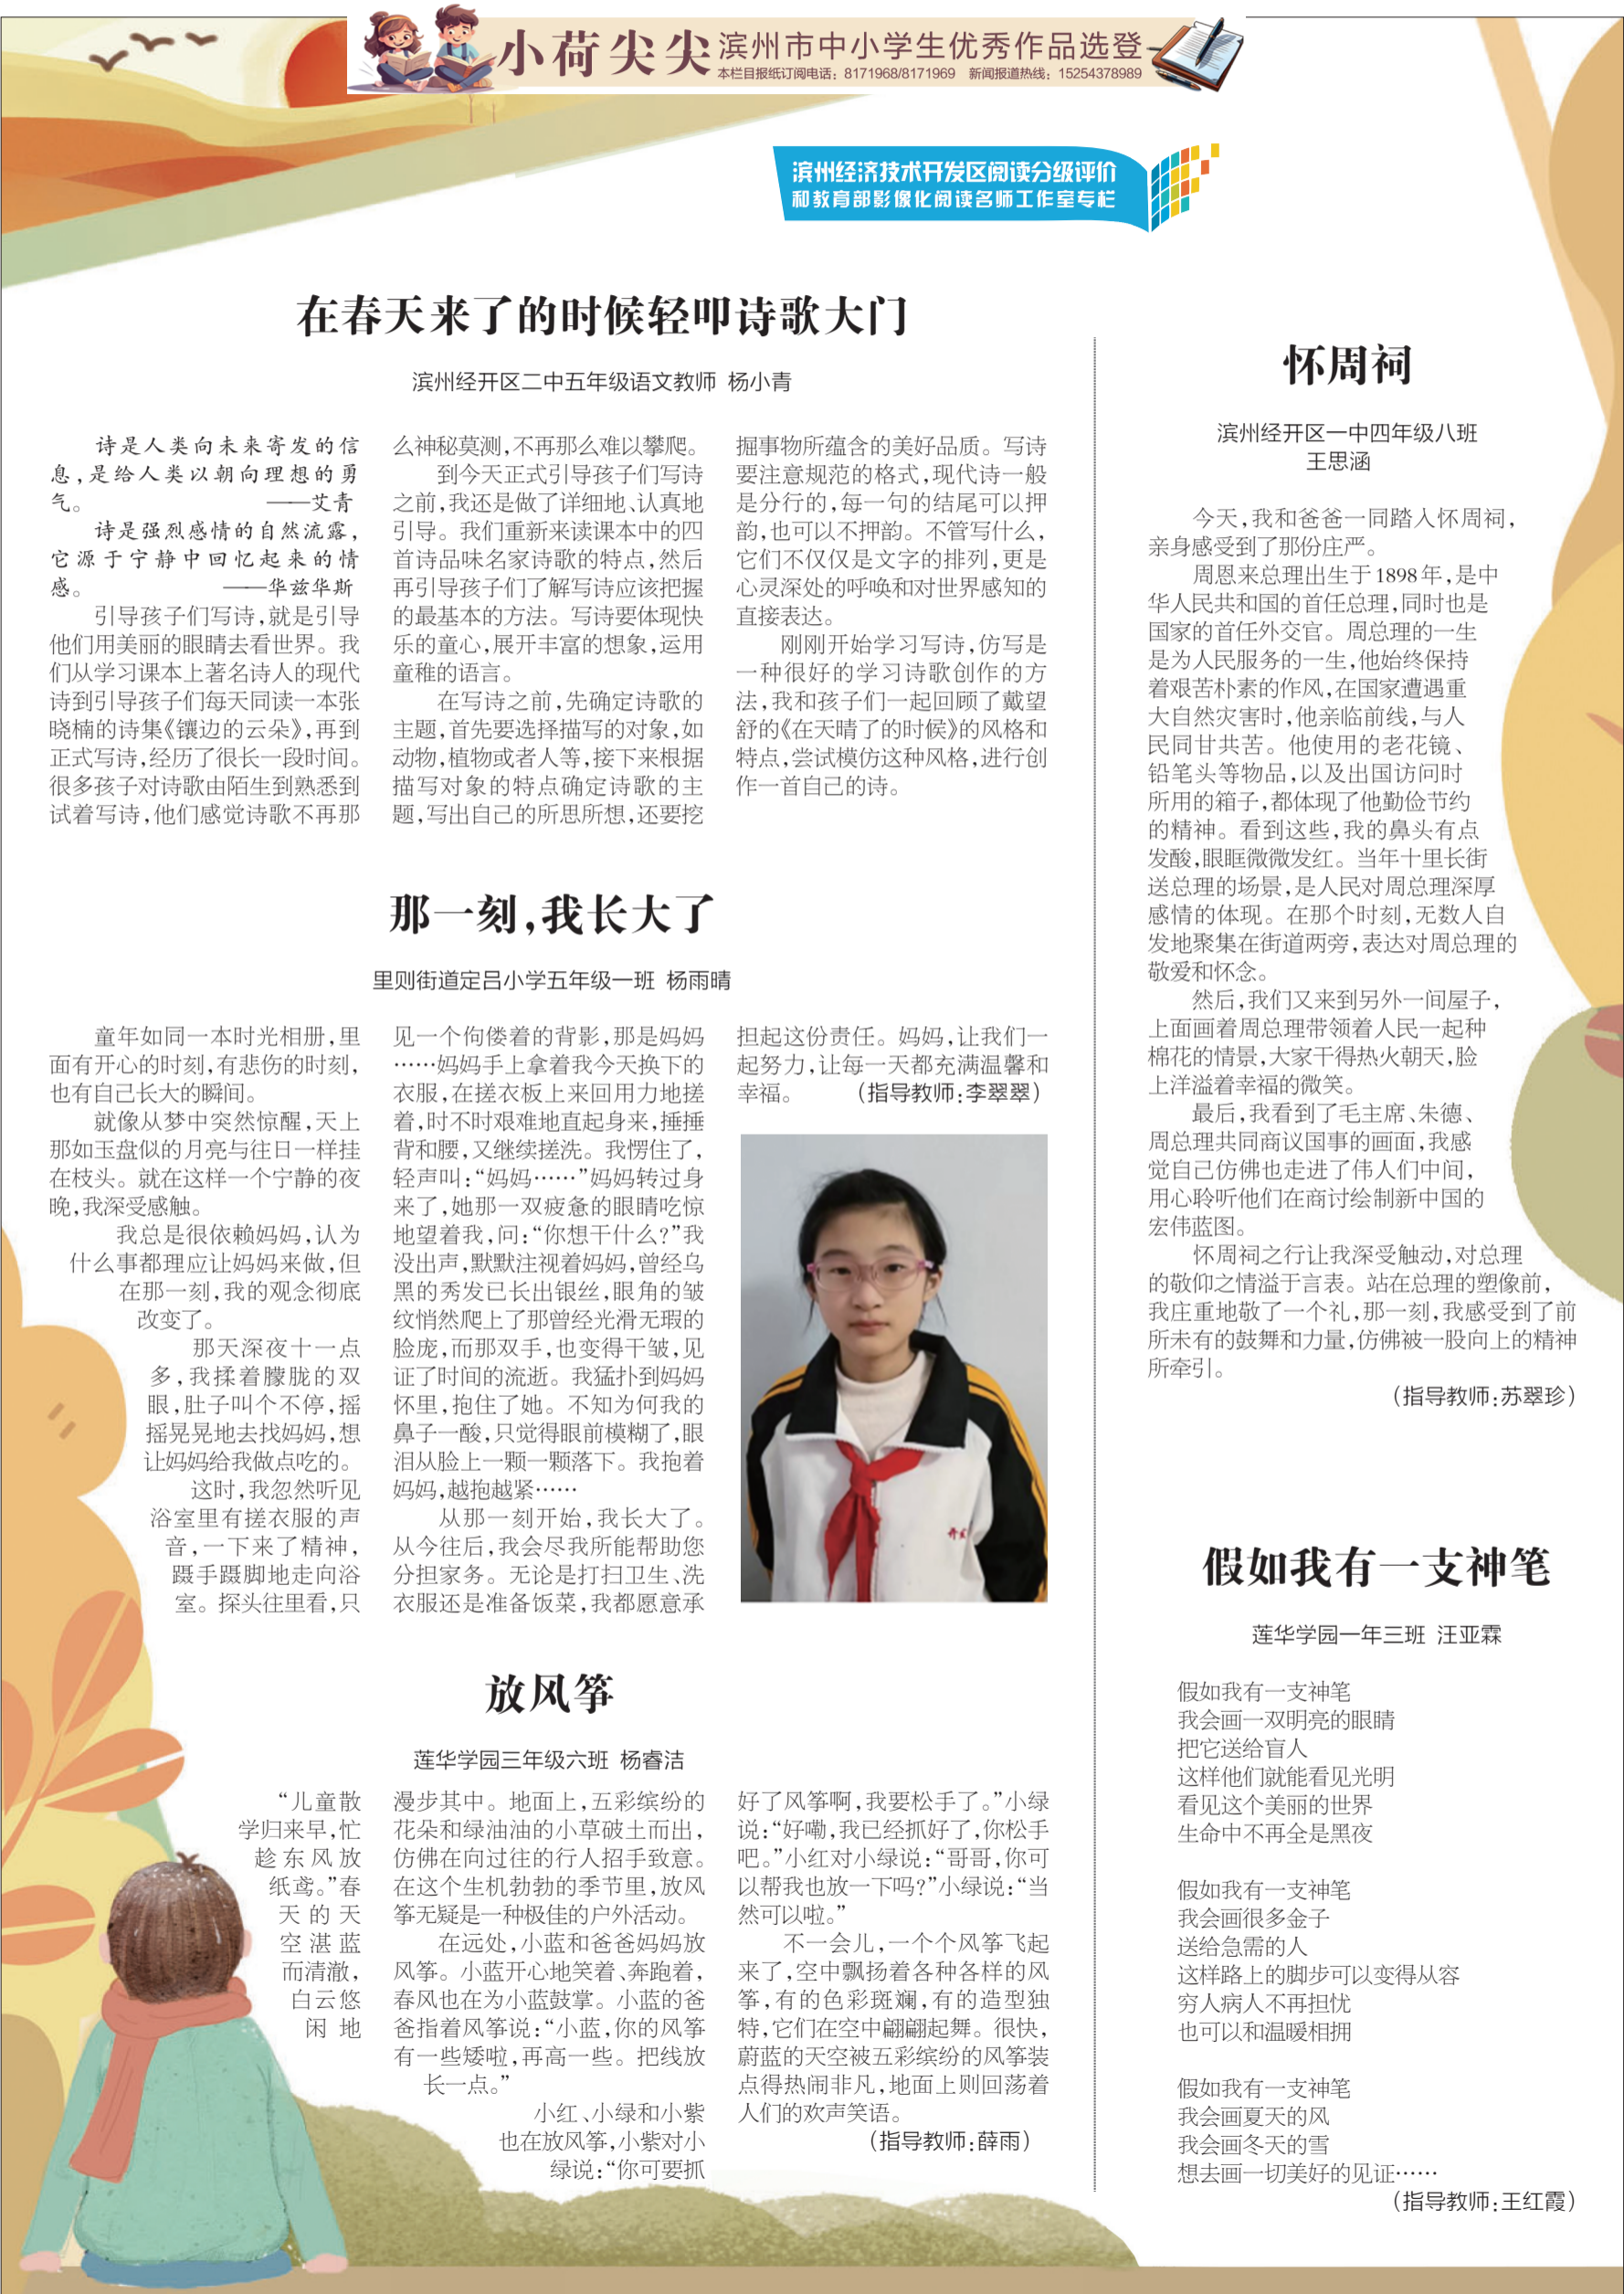 小荷尖尖 滨州市中小学生优秀作品选登
本栏目报纸订阅电话：8171968/8171969 新闻报道热线：15254378989
滨州经济技术开发区阅读分级评价
和教育部影像化阅读名师工作室专栏
在春天来了的时候轻叩诗歌大门
滨州经开区二中五年级语文教师 杨小青
诗是人类向未来寄发的信
息，是给人类以朝向理想的勇
气。 ——艾青
诗是强烈感情的自然流露，
它源于宁静中回忆起来的情
感。 ——华兹华斯
引导孩子们写诗，就是引导
他们用美丽的眼睛去看世界。我
们从学习课本上著名诗人的现代
诗到引导孩子们每天同读一本张
晓楠的诗集《镶边的云朵》，再到
正式写诗，经历了很长一段时间。
很多孩子对诗歌由陌生到熟悉到
试着写诗，他们感觉诗歌不再那
么神秘莫测，不再那么难以攀爬。
到今天正式引导孩子们写诗
之前，我还是做了详细地、认真地
引导。我们重新来读课本中的四
首诗品味名家诗歌的特点，然后
再引导孩子们了解写诗应该把握
的最基本的方法。写诗要体现快
乐的童心，展开丰富的想象，运用
童稚的语言。
在写诗之前，先确定诗歌的
主题，首先要选择描写的对象，如
动物，植物或者人等，接下来根据
描写对象的特点确定诗歌的主
题，写出自己的所思所想，还要挖
掘事物所蕴含的美好品质。写诗
要注意规范的格式，现代诗一般
是分行的，每一句的结尾可以押
韵，也可以不押韵。不管写什么，
它们不仅仅是文字的排列，更是
心灵深处的呼唤和对世界感知的
直接表达。
刚刚开始学习写诗，仿写是
一种很好的学习诗歌创作的方
法，我和孩子们一起回顾了戴望
舒的《在天晴了的时候》的风格和
特点，尝试模仿这种风格，进行创
作一首自己的诗。
那一刻，我长大了
里则街道定吕小学五年级一班 杨雨晴
童年如同一本时光相册，里
面有开心的时刻，有悲伤的时刻，
也有自己长大的瞬间。
就像从梦中突然惊醒，天上
那如玉盘似的月亮与往日一样挂
在枝头。就在这样一个宁静的夜
晚，我深受感触。
我总是很依赖妈妈，认为
什么事都理应让妈妈来做，但
在那一刻，我的观念彻底
改变了。
那天深夜十一点
多，我揉着朦胧的双
眼，肚子叫个不停，摇
摇晃晃地去找妈妈，想
让妈妈给我做点吃的。
这时，我忽然听见
浴室里有搓衣服的声
音，一下来了精神，
蹑手蹑脚地走向浴
室。探头往里看，只
见一个佝偻着的背影，那是妈妈
……妈妈手上拿着我今天换下的
衣服，在搓衣板上来回用力地搓
着，时不时艰难地直起身来，捶捶
背和腰，又继续搓洗。我愣住了，
轻声叫：“妈妈……”妈妈转过身
来了，她那一双疲惫的眼睛吃惊
地望着我，问：“你想干什么？”我
没出声，默默注视着妈妈，曾经乌
黑的秀发已长出银丝，眼角的皱
纹悄然爬上了那曾经光滑无瑕的
脸庞，而那双手，也变得干皱，见
证了时间的流逝。我猛扑到妈妈
怀里，抱住了她。不知为何我的
鼻子一酸，只觉得眼前模糊了，眼
泪从脸上一颗一颗落下。我抱着
妈妈，越抱越紧……
从那一刻开始，我长大了。
从今往后，我会尽我所能帮助您
分担家务。无论是打扫卫生、洗
衣服还是准备饭菜，我都愿意承
担起这份责任。妈妈，让我们一
起努力，让每一天都充满温馨和
幸福。 （指导教师：李翠翠）
放风筝
莲华学园三年级六班 杨睿洁
“儿童散
学归来早，忙
趁东风放
纸鸢。”春
天的天
空湛蓝
而清澈，
白云悠
闲地
漫步其中。地面上，五彩缤纷的
花朵和绿油油的小草破土而出，
仿佛在向过往的行人招手致意。
在这个生机勃勃的季节里，放风
筝无疑是一种极佳的户外活动。
在远处，小蓝和爸爸妈妈放
风筝。小蓝开心地笑着、奔跑着，
春风也在为小蓝鼓掌。小蓝的爸
爸指着风筝说：“小蓝，你的风筝
有一些矮啦，再高一些。把线放
长一点。”
小红、小绿和小紫
也在放风筝，小紫对小
绿说：“你可要抓
好了风筝啊，我要松手了。”小绿
说：“好嘞，我已经抓好了，你松手
吧。”小红对小绿说：“哥哥，你可
以帮我也放一下吗？”小绿说：“当
然可以啦。”
不一会儿，一个个风筝飞起
来了，空中飘扬着各种各样的风
筝，有的色彩斑斓，有的造型独
特，它们在空中翩翩起舞。很快，
蔚蓝的天空被五彩缤纷的风筝装
点得热闹非凡，地面上则回荡着
人们的欢声笑语。
（指导教师：薛雨）
怀周祠
滨州经开区一中四年级八班
王思涵
今天，我和爸爸一同踏入怀周祠，
亲身感受到了那份庄严。
周恩来总理出生于1898年，是中
华人民共和国的首任总理，同时也是
国家的首任外交官。周总理的一生
是为人民服务的一生，他始终保持
着艰苦朴素的作风，在国家遭遇重
大自然灾害时，他亲临前线，与人
民同甘共苦。他使用的老花镜、
铅笔头等物品，以及出国访问时
所用的箱子，都体现了他勤俭节约
的精神。看到这些，我的鼻头有点
发酸，眼眶微微发红。当年十里长街
送总理的场景，是人民对周总理深厚
感情的体现。在那个时刻，无数人自
发地聚集在街道两旁，表达对周总理的
敬爱和怀念。
然后，我们又来到另外一间屋子，
上面画着周总理带领着人民一起种
棉花的情景，大家干得热火朝天，脸
上洋溢着幸福的微笑。
最后，我看到了毛主席、朱德、
周总理共同商议国事的画面，我感
觉自己仿佛也走进了伟人们中间，
用心聆听他们在商讨绘制新中国的
宏伟蓝图。
怀周祠之行让我深受触动，对总理
的敬仰之情溢于言表。站在总理的塑像前，
我庄重地敬了一个礼，那一刻，我感受到了前
所未有的鼓舞和力量，仿佛被一股向上的精神
所牵引。
（指导教师：苏翠珍）
假如我有一支神笔
莲华学园一年三班 汪亚霖
假如我有一支神笔
我会画一双明亮的眼睛
把它送给盲人
这样他们就能看见光明
看见这个美丽的世界
生命中不再全是黑夜
假如我有一支神笔
我会画很多金子
送给急需的人
这样路上的脚步可以变得从容
穷人病人不再担忧
也可以和温暖相拥
假如我有一支神笔
我会画夏天的风
我会画冬天的雪
想去画一切美好的见证……
（指导教师：王红霞）